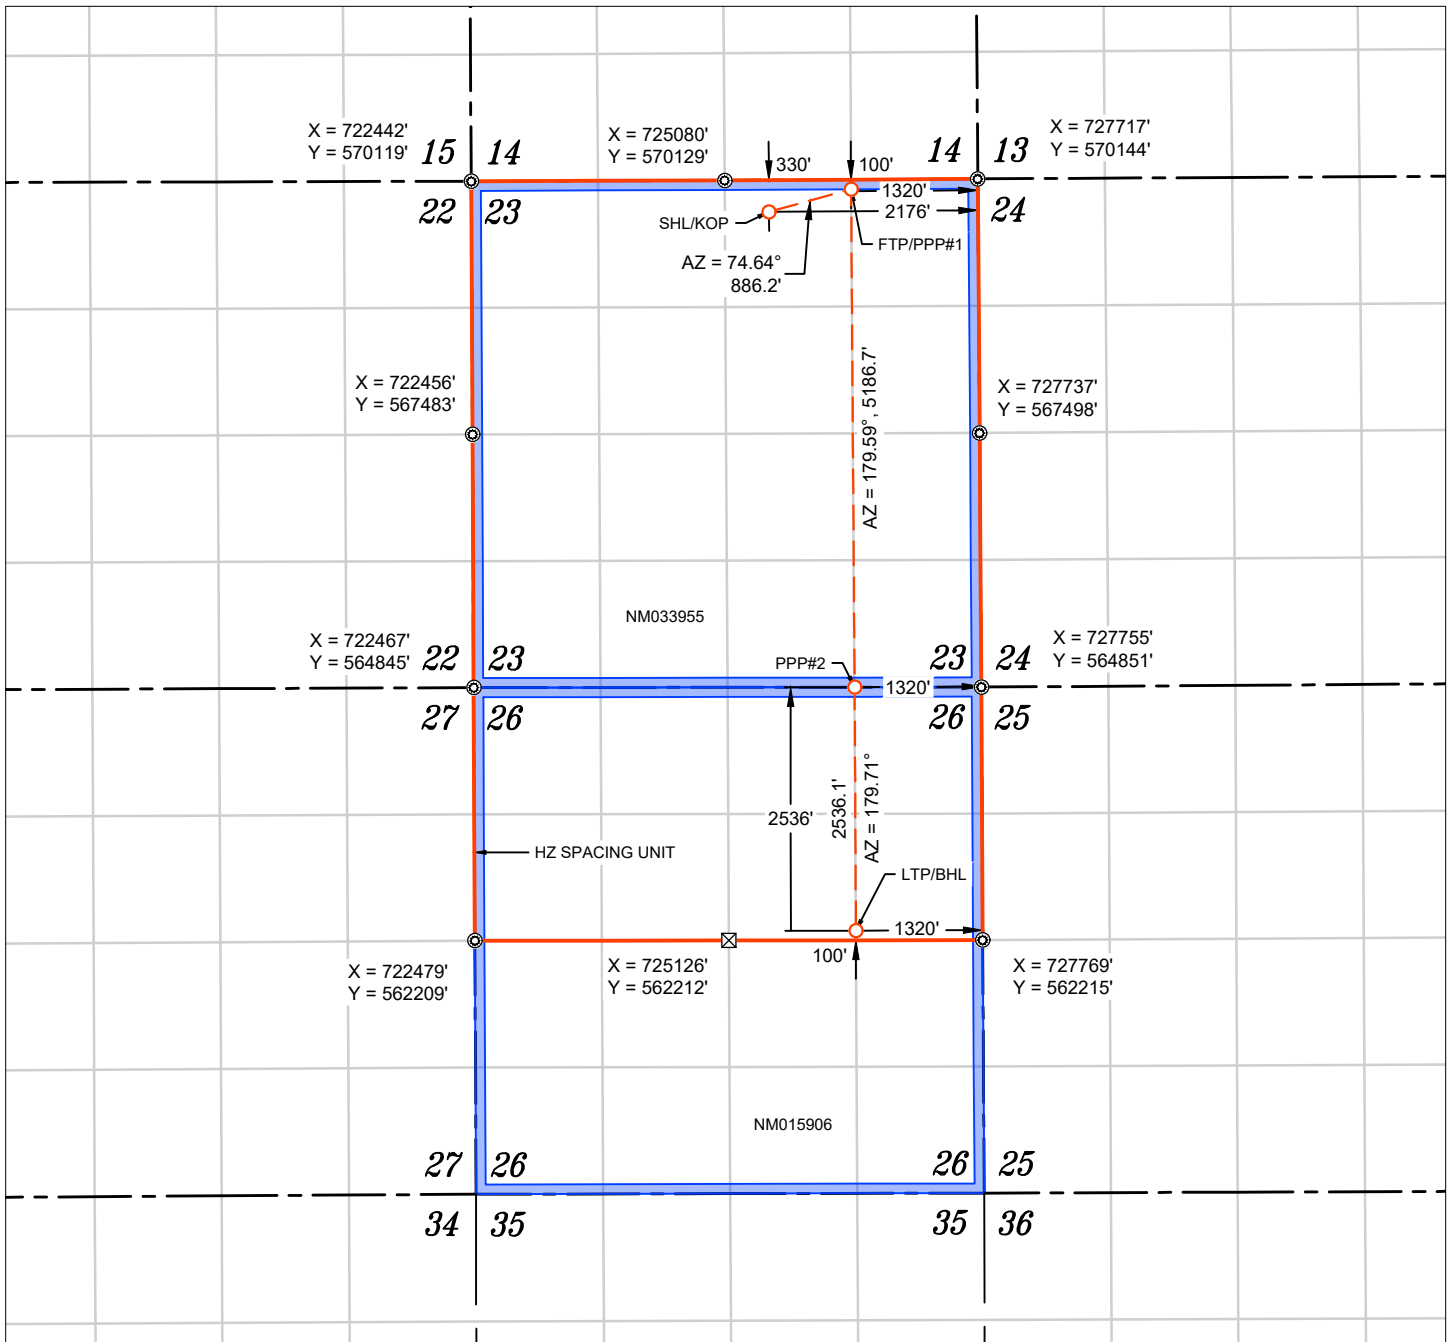 X = 722442'
Y = 570119'
X = 725080'
Y = 570129'
X = 727717'
Y = 570144'
15 14
14 13
330'
100'
22 23
24
1320'
2176'
SHL/KOP
FTP/PPP#1
AZ = 74.64°
886.2'
X = 722456'
Y = 567483'
AZ = 179.59°, 5186.7'
X = 727737'
Y = 567498'
NM033955
X = 722467'
Y = 564845'
22 23
PPP#2
23 24
X = 727755'
Y = 564851'
1320'
27 26
26 25
2536'
2536.1'
AZ = 179.71°
HZ SPACING UNIT
LTP/BHL
1320'
100'
X = 722479'
Y = 562209'
X = 725126'
Y = 562212'
X = 727769'
Y = 562215'
NM015906
27 26
26 25
34 35
35 36